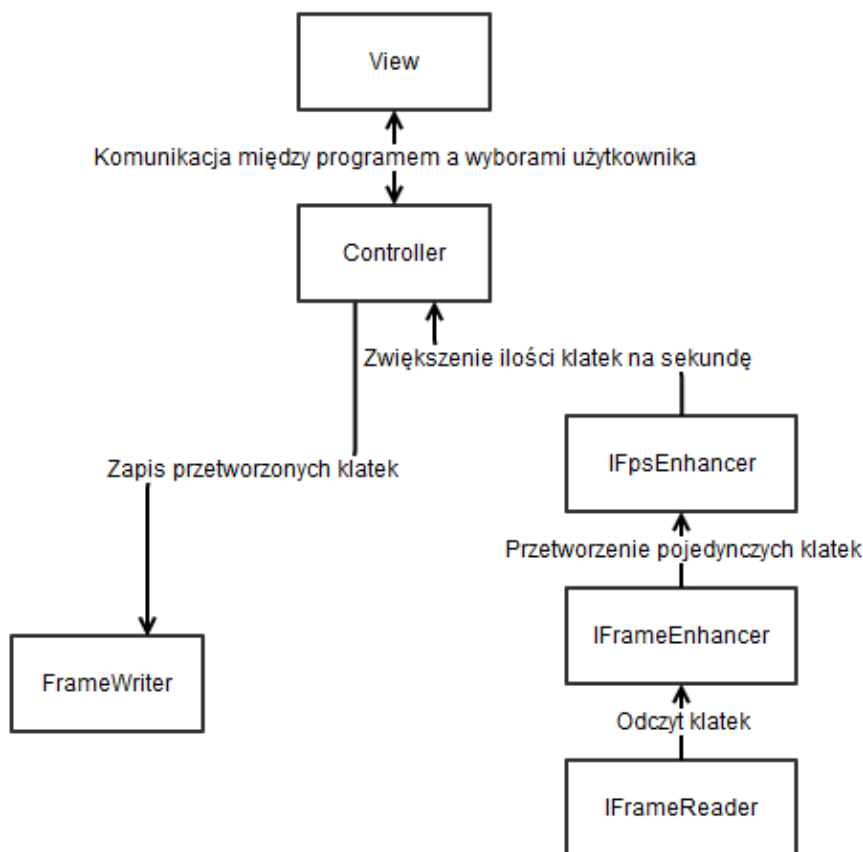 View
Komunikacja między programem a wyborami użytkownika
Controller
Zwiększenie ilości klatek na sekundę
Zapis przetworzonych klatek
IFpsEnhancer
Przetworzenie pojedynczych klatek
IFrameEnhancer
FrameWriter
Odczyt klatek
IFrameReader